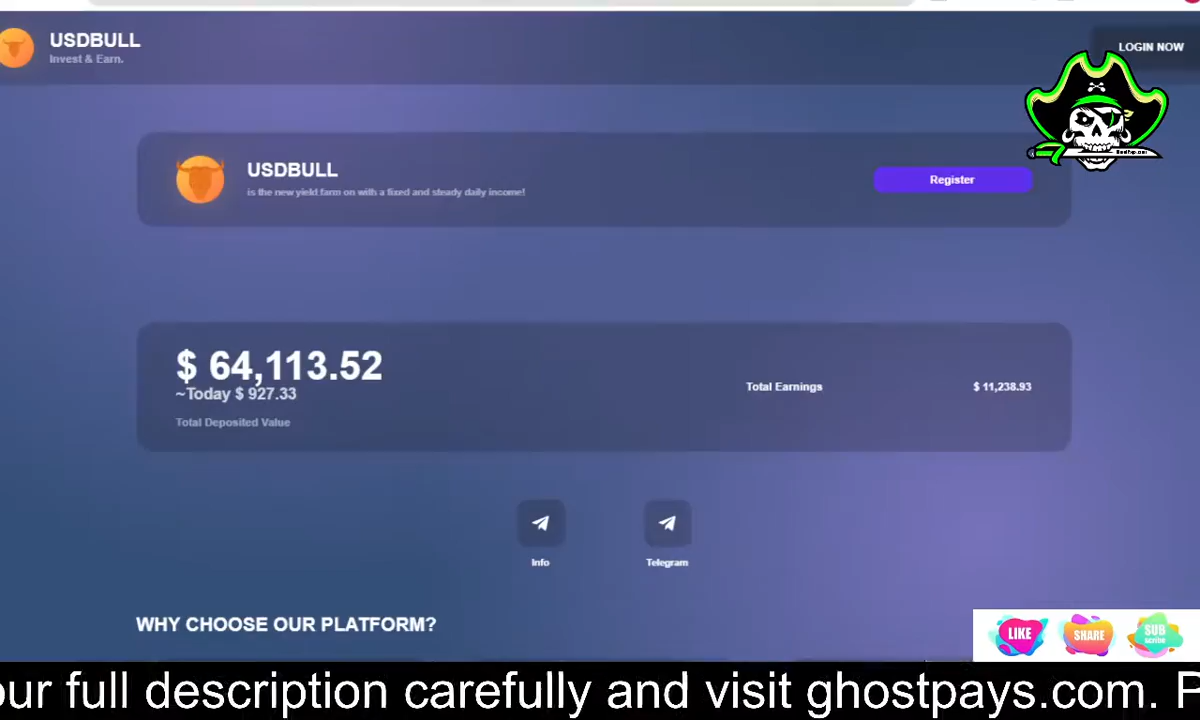 USDBULL
Invest & Earn.
LOGIN NOW
USDBULL
is the new yield farm on with a fixed and steady daily income!
Register
$ 64,113.52
~Today $ 927.33
Total Deposited Value
Total Earnings
$ 11,238.93
Info
Telegram
WHY CHOOSE OUR PLATFORM?
LIKE
SHARE
SUB
scribe
our full description carefully and visit ghostpays.com. P